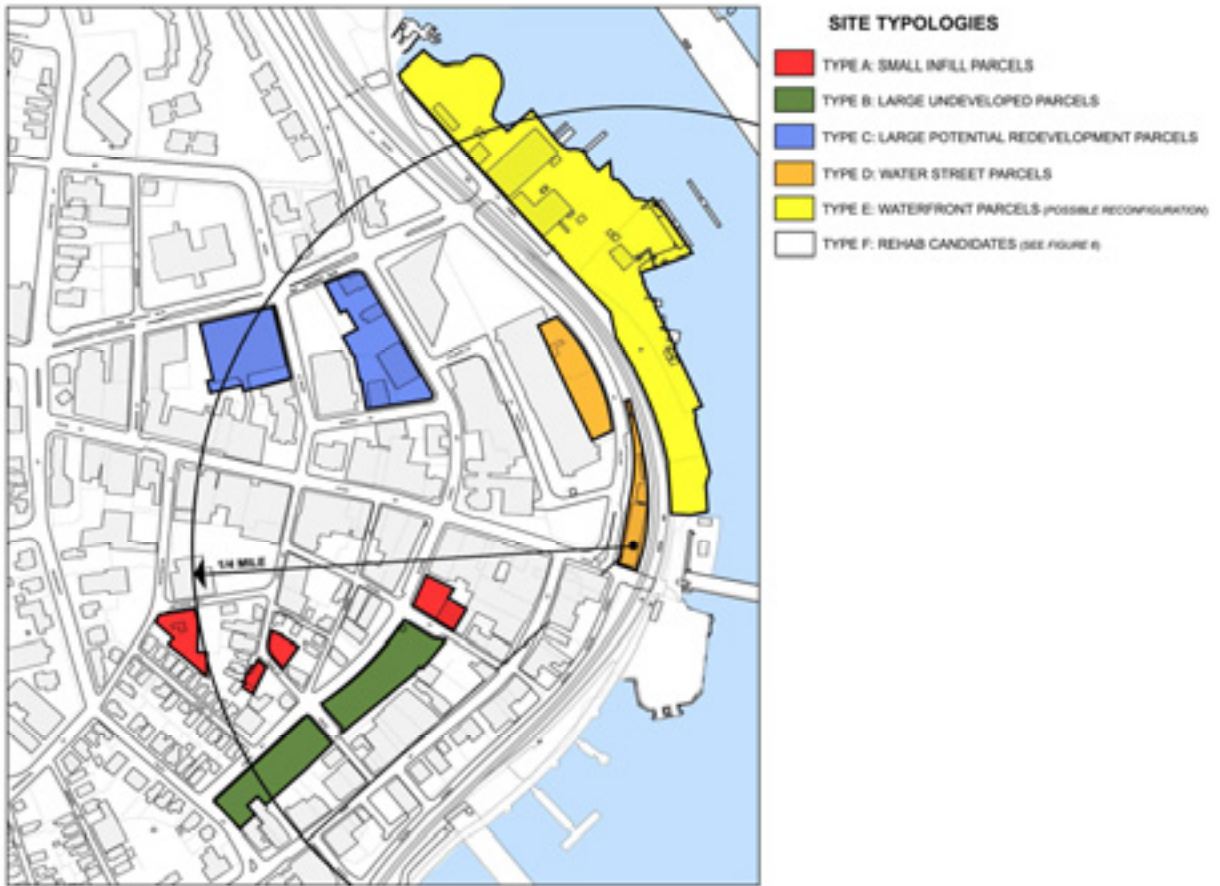 SITE TYPOLOGIES
TYPE A: SMALL INFILL PARCELS
TYPE B: LARGE UNDEVELOPED PARCELS
TYPE C: LARGE POTENTIAL REDEVELOPMENT PARCELS
TYPE D: WATER STREET PARCELS
TYPE E: WATERFRONT PARCELS (POSSIBLE RECONFIGURATION)
TYPE F: REHAB CANDIDATES (SEE FIGURE 6)
1/4 MILE